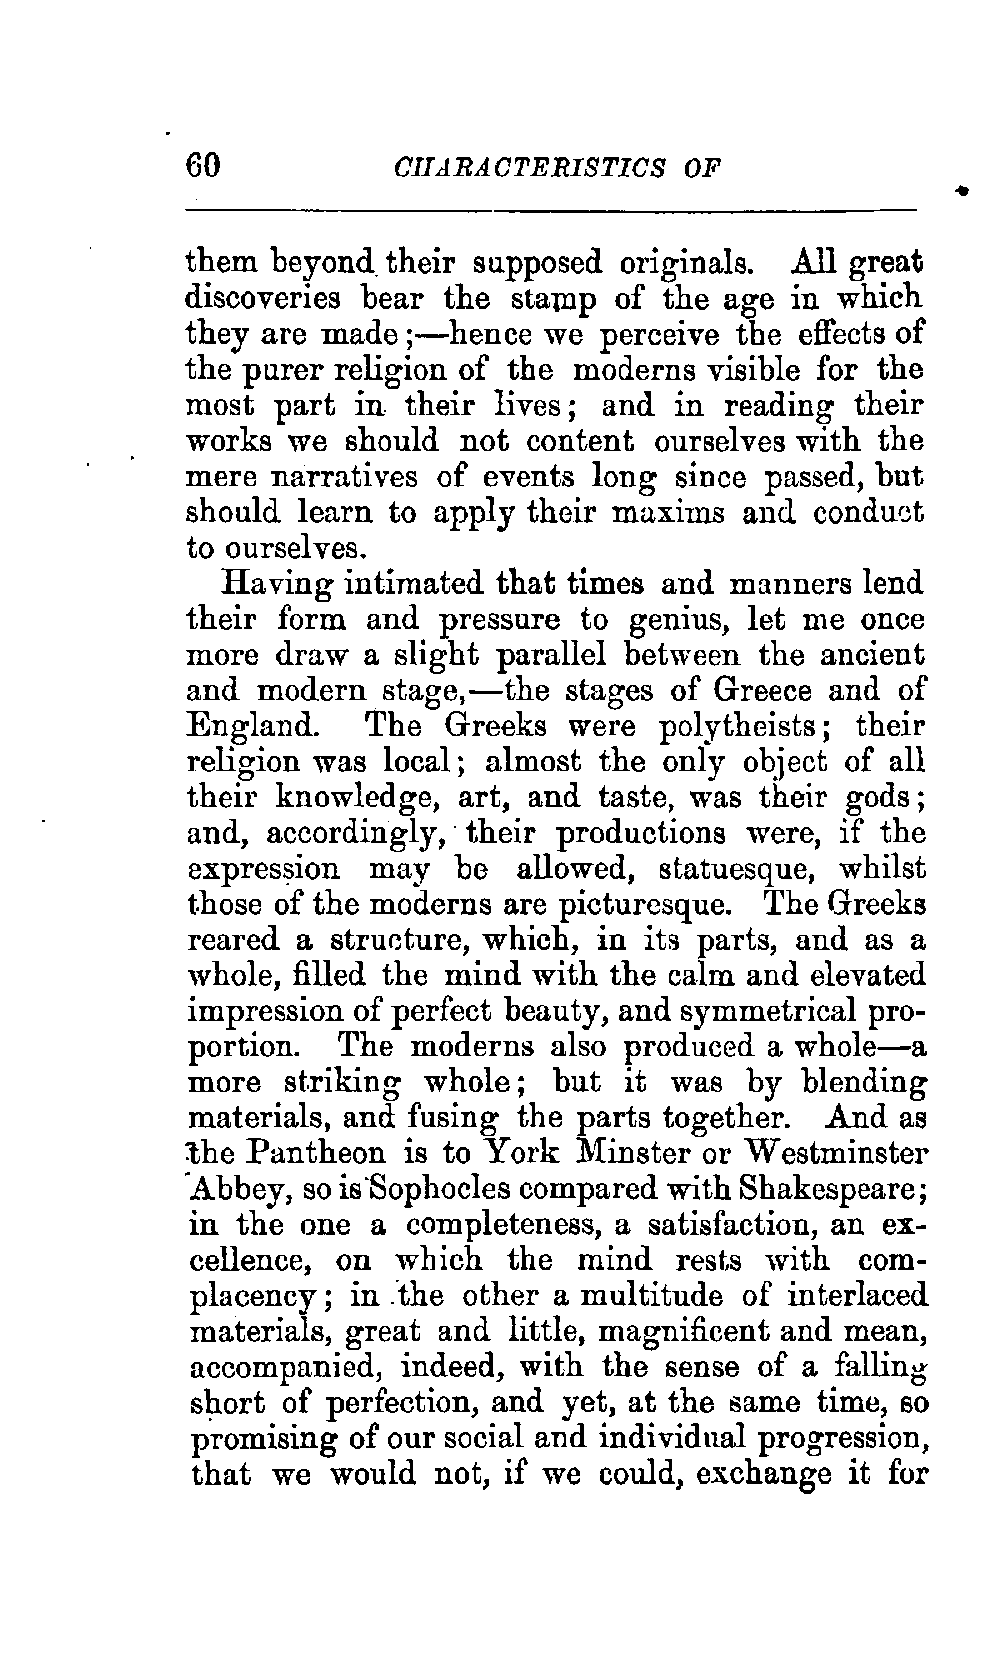 60 CHARACTERISTICS OF
them beyond their supposed originals. All great
discoveries bear the stamp of the age in which
they are made;—hence we perceive the effects of
the purer religion of the moderns visible for the
most part in their lives; and in reading their
works we should not content ourselves with the
mere narratives of events long since passed, but
should learn to apply their maxims and conduct
to ourselves.
Having intimated that times and manners lend
their form and pressure to genius, let me once
more draw a slight parallel between the ancient
and modern stage,—the stages of Greece and of
England. The Greeks were polytheists; their
religion was local; almost the only object of all
their knowledge, art, and taste, was their gods;
and, accordingly, their productions were, if the
expression may be allowed, statuesque, whilst
those of the moderns are picturesque. The Greeks
reared a structure, which, in its parts, and as a
whole, filled the mind with the calm and elevated
impression of perfect beauty, and symmetrical pro-
portion. The moderns also produced a whole—a
more striking whole; but it was by blending
materials, and fusing the parts together. And as
the Pantheon is to York Minster or Westminster
Abbey, so is Sophocles compared with Shakespeare;
in the one a completeness, a satisfaction, an ex-
cellence, on which the mind rests with com-
placency; in the other a multitude of interlaced
materials, great and little, magnificent and mean,
accompanied, indeed, with the sense of a falling
short of perfection, and yet, at the same time, so
promising of our social and individual progression,
that we would not, if we could, exchange it for